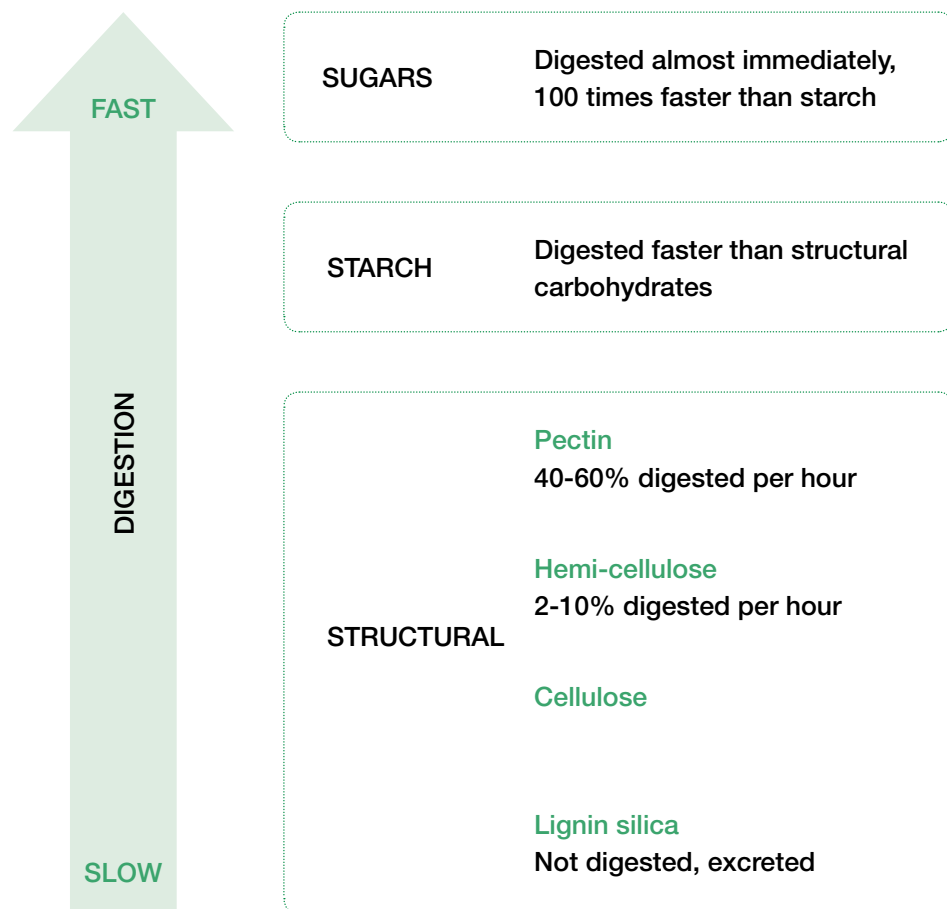 FAST
SUGARS
Digested almost immediately,
100 times faster than starch
STARCH
Digested faster than structural
carbohydrates
DIGESTION
STRUCTURAL
Pectin
40-60% digested per hour
Hemi-cellulose
2-10% digested per hour
Cellulose
Lignin silica
Not digested, excreted
SLOW